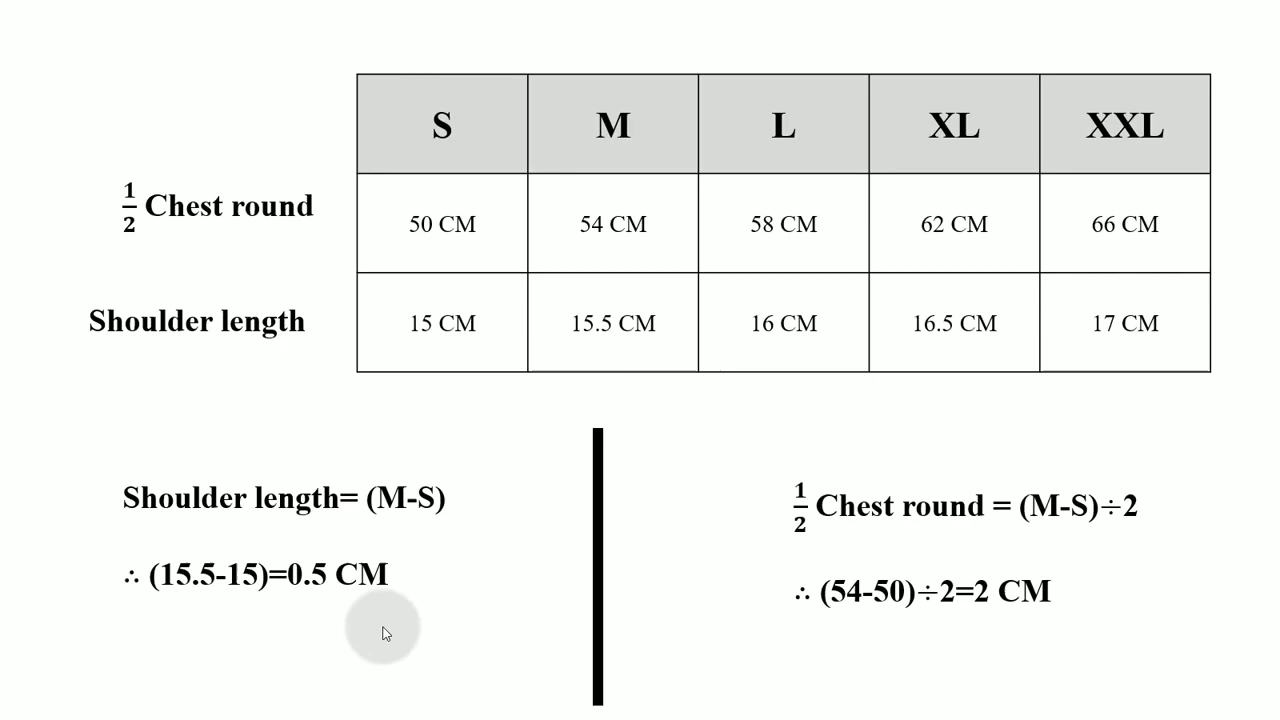 S M L XL XXL
1/2 Chest round 50 CM 54 CM 58 CM 62 CM 66 CM
Shoulder length 15 CM 15.5 CM 16 CM 16.5 CM 17 CM
Shoulder length= (M-S)
∴ (15.5-15)=0.5 CM
1/2 Chest round = (M-S)÷2
∴ (54-50)÷2=2 CM